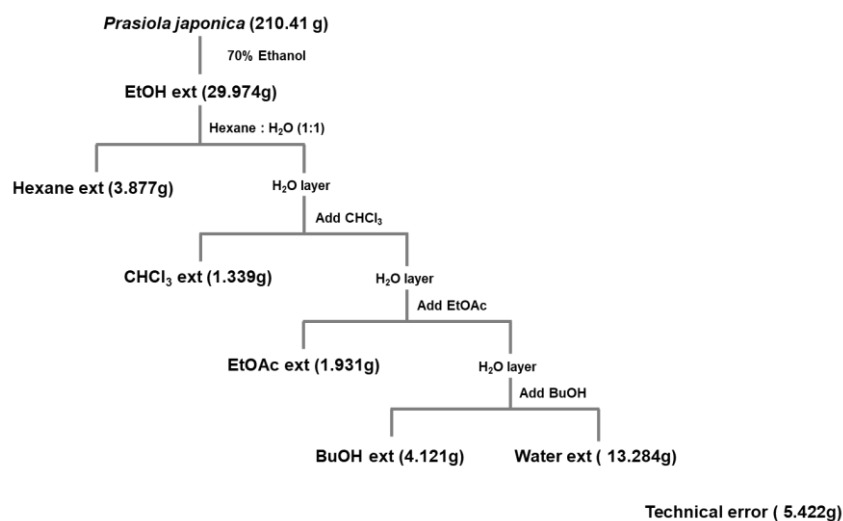 Prasiola japonica (210.41 g)
70% Ethanol
EtOH ext (29.974g)
Hexane : H₂O (1:1)
Hexane ext (3.877g)
H₂O layer
Add CHCl₃
CHCl₃ ext (1.339g)
H₂O layer
Add EtOAc
EtOAc ext (1.931g)
H₂O layer
Add BuOH
BuOH ext (4.121g)
Water ext ( 13.284g)
Technical error ( 5.422g)